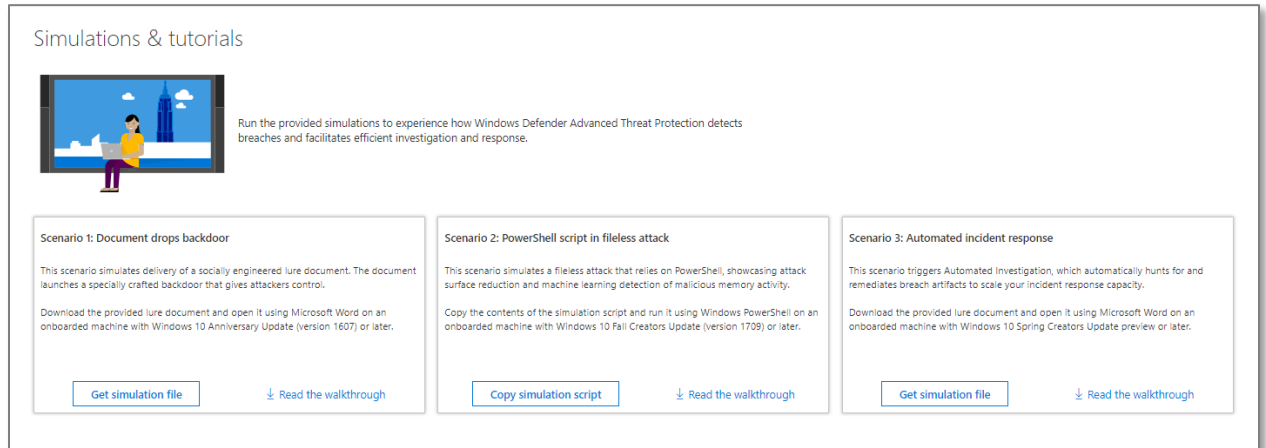 Simulations & tutorials
Run the provided simulations to experience how Windows Defender Advanced Threat Protection detects
breaches and facilitates efficient investigation and response.
Scenario 1: Document drops backdoor
This scenario simulates delivery of a socially engineered lure document. The document
launches a specially crafted backdoor that gives attackers control.
Download the provided lure document and open it using Microsoft Word on an
onboarded machine with Windows 10 Anniversary Update (version 1607) or later.
Get simulation file
Read the walkthrough
Scenario 2: PowerShell script in fileless attack
This scenario simulates a fileless attack that relies on PowerShell, showcasing attack
surface reduction and machine learning detection of malicious memory activity.
Copy the contents of the simulation script and run it using Windows PowerShell on an
onboarded machine with Windows 10 Fall Creators Update (version 1709) or later.
Copy simulation script
Read the walkthrough
Scenario 3: Automated incident response
This scenario triggers Automated Investigation, which automatically hunts for and
remediates breach artifacts to scale your incident response capacity.
Download the provided lure document and open it using Microsoft Word on an
onboarded machine with Windows 10 Spring Creators Update preview or later.
Get simulation file
Read the walkthrough